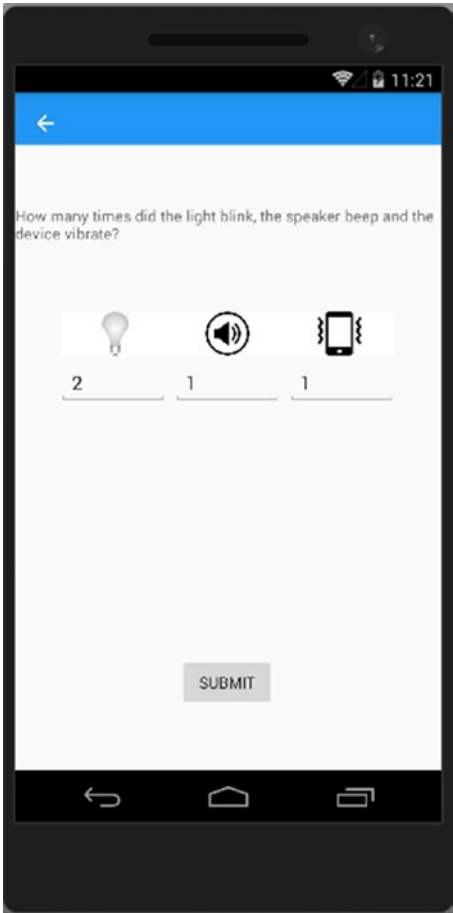 11:21
How many times did the light blink, the speaker beep and the
device vibrate?
2 1 1
SUBMIT